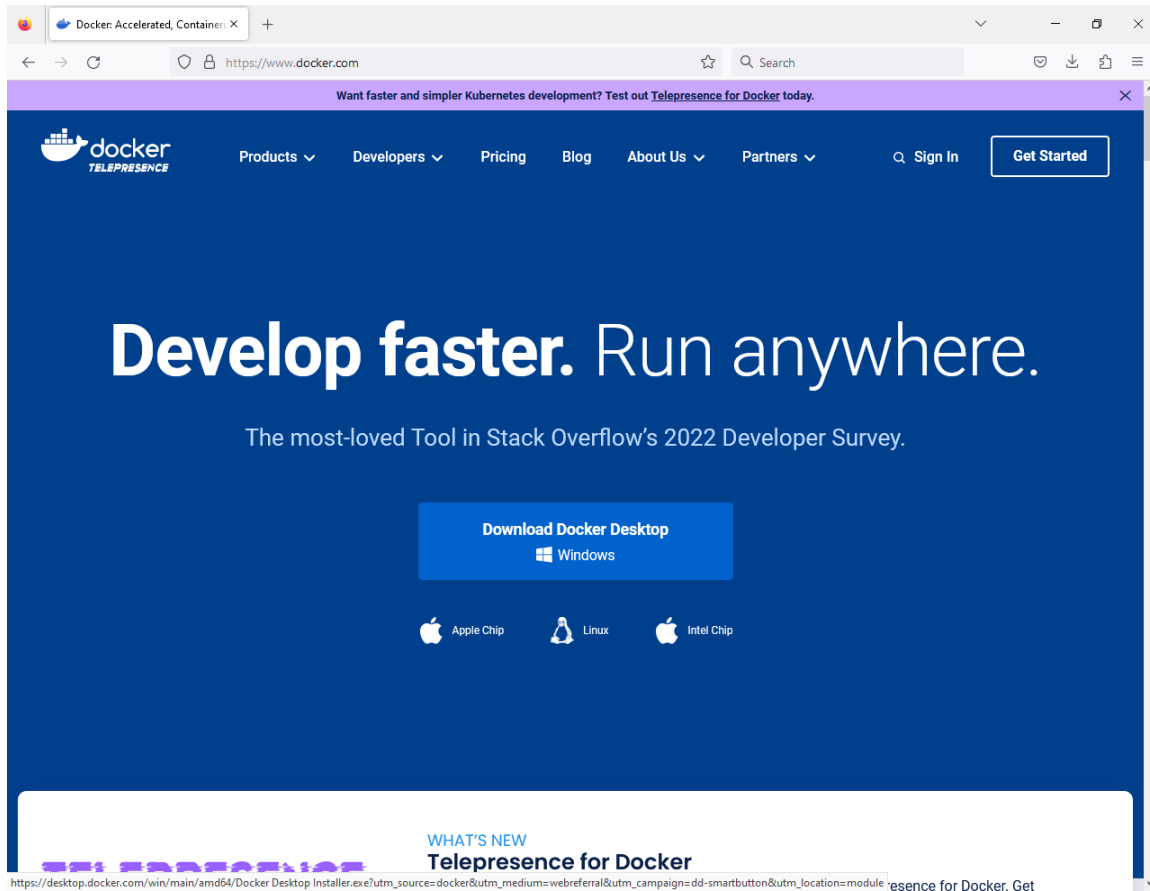 Docker: Accelerated, Containeri
https://www.docker.com
Search
Want faster and simpler Kubernetes development? Test out Telepresence for Docker today.
docker
TELEPRESENCE
Products
Developers
Pricing
Blog
About Us
Partners
Sign In
Get Started
Develop faster. Run anywhere.
The most-loved Tool in Stack Overflow's 2022 Developer Survey.
Download Docker Desktop
Windows
Apple Chip
Linux
Intel Chip
WHAT'S NEW
TELEPRESENCE
Telepresence for Docker
https://desktop.docker.com/win/main/amd64/Docker Desktop Installer.exe?utm_source=docker&utm_medium=webreferral&utm_campaign=dd-smartbutton&utm_location=module
resence for Docker. Get